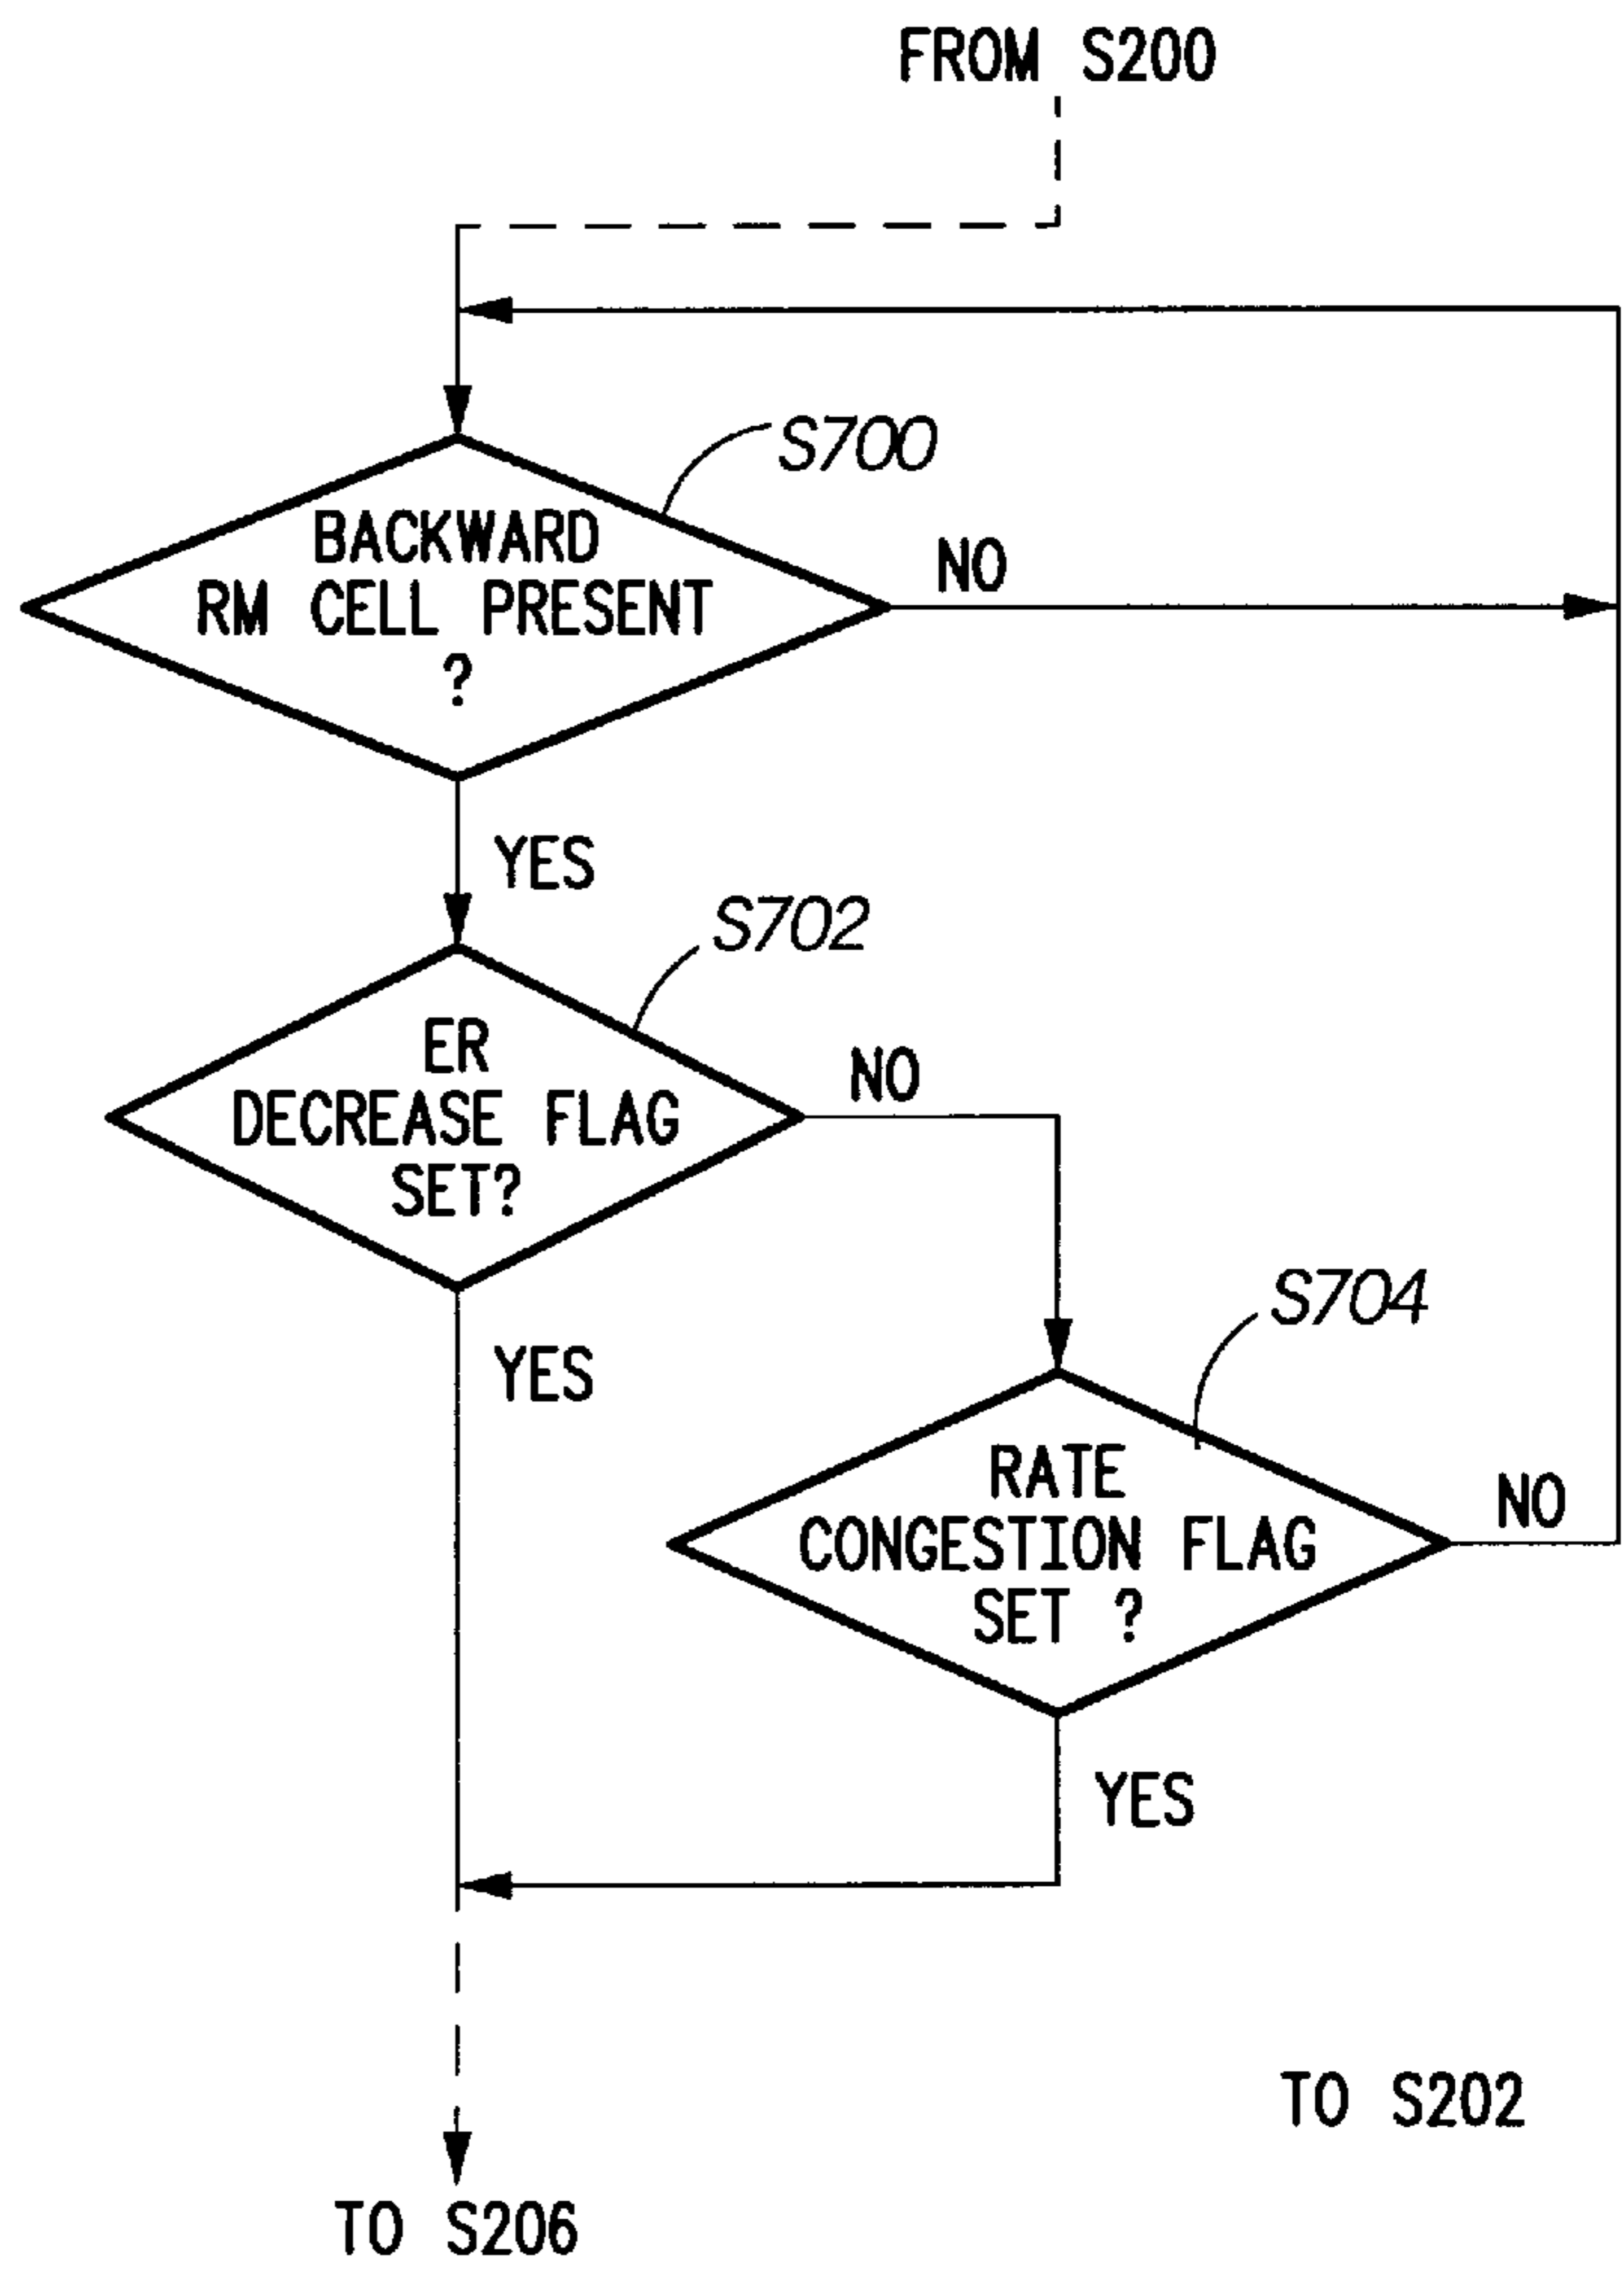 FROM S200
S700
BACKWARD
RM CELL PRESENT
?
NO
YES
S702
ER
DECREASE FLAG
SET?
NO
YES
S704
RATE
CONGESTION FLAG
SET ?
NO
YES
TO S202
TO S206